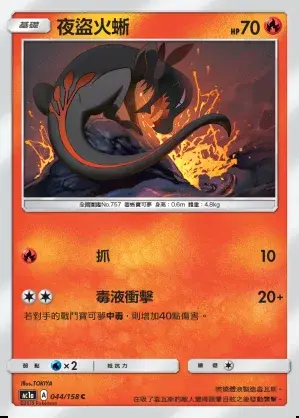 基礎 夜盜火蜥 HP70
全國圖鑑No.757 毒蜥寶可夢 身高：0.6m 體重：4.8kg
抓 10
毒液衝擊 20+
若對手的戰鬥寶可夢中毒，則增加40點傷害。
弱點 ×2 抵抗力 撤退
Illus.TOKIYA
AC1a A 044/158 C